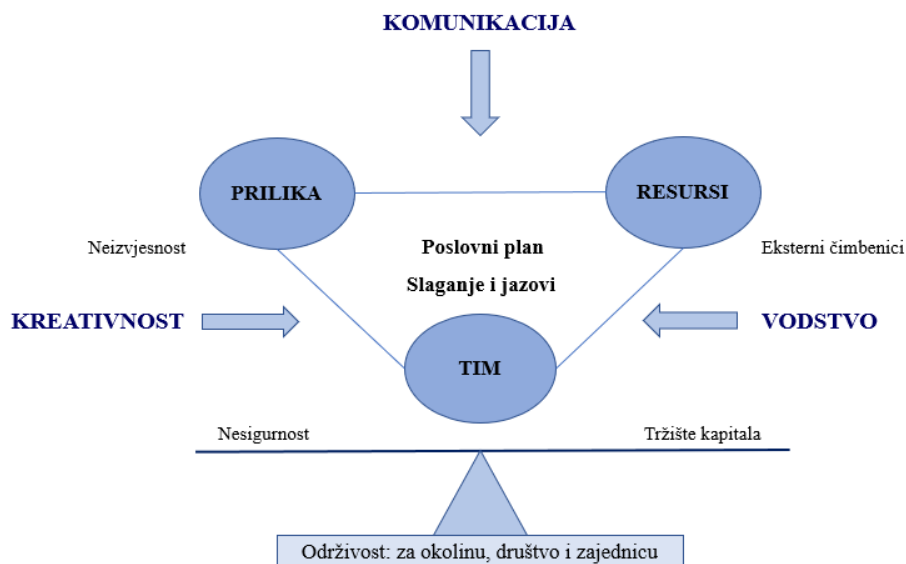 KOMUNIKACIJA
PRILIKA
RESURSI
Neizvjesnost
Poslovni plan
Slaganje i jazovi
Eksterni čimbenici
KREATIVNOST
VODSTVO
TIM
Nesigurnost
Tržište kapitala
Održivost: za okolinu, društvo i zajednicu